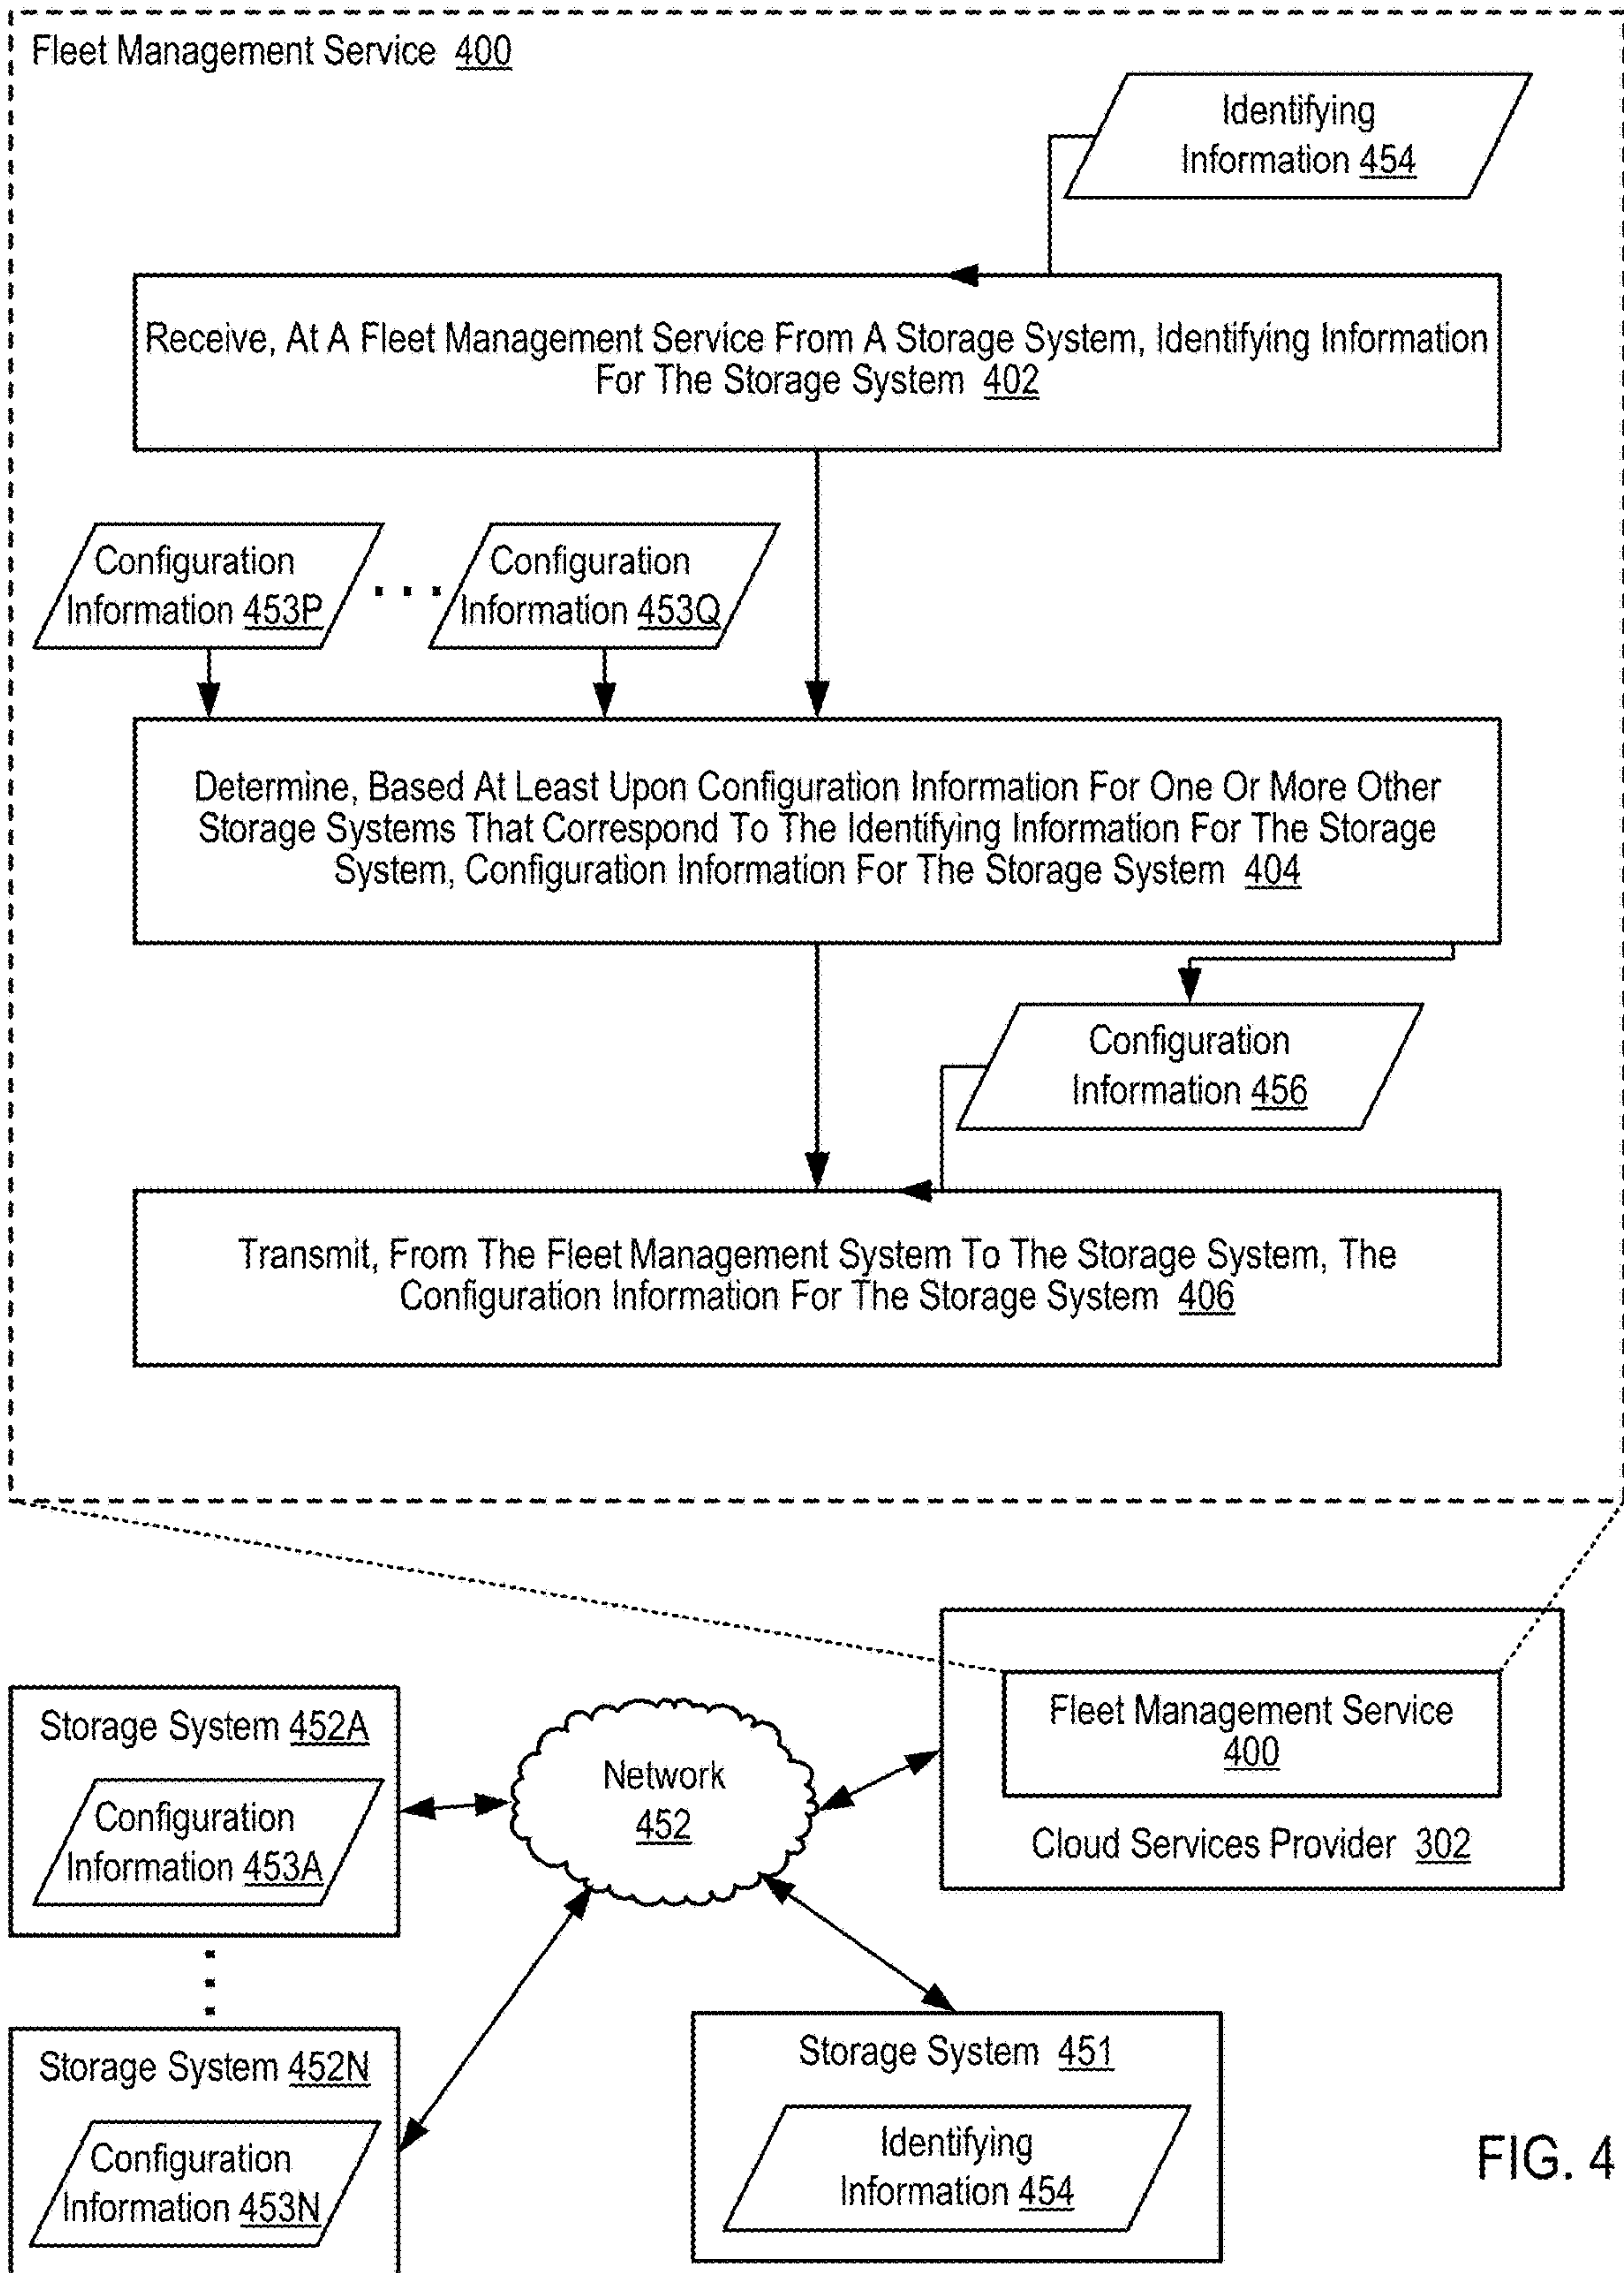 Fleet Management Service 400
Identifying
Information 454
Receive, At A Fleet Management Service From A Storage System, Identifying Information
For The Storage System 402
Configuration
Information 453P
. . .
Configuration
Information 453Q
Determine, Based At Least Upon Configuration Information For One Or More Other
Storage Systems That Correspond To The Identifying Information For The Storage
System, Configuration Information For The Storage System 404
Configuration
Information 456
Transmit, From The Fleet Management System To The Storage System, The
Configuration Information For The Storage System 406
Fleet Management Service
400
Cloud Services Provider 302
Storage System 452A
Configuration
Information 453A
Network
452
Storage System 452N
Configuration
Information 453N
Storage System 451
Identifying
Information 454
FIG. 4